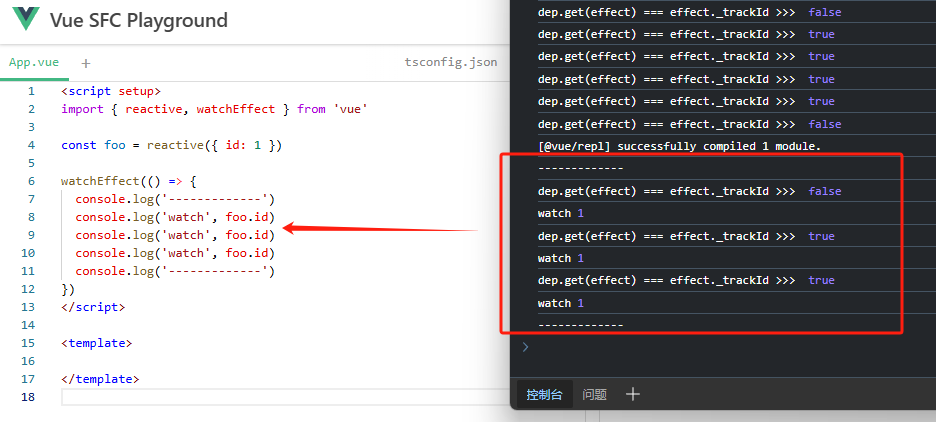 Vue SFC Playground
App.vue + tsconfig.json
1 <script setup>
2 import { reactive, watchEffect } from 'vue'
3
4 const foo = reactive({ id: 1 })
5
6 watchEffect(() => {
7 console.log('-------------')
8 console.log('watch', foo.id)
9 console.log('watch', foo.id)
10 console.log('watch', foo.id)
11 console.log('-------------')
12 })
13 </script>
14
15 <template>
16
17 </template>
18
dep.get(effect) === effect._trackId >>> false
dep.get(effect) === effect._trackId >>> true
dep.get(effect) === effect._trackId >>> true
dep.get(effect) === effect._trackId >>> true
dep.get(effect) === effect._trackId >>> true
dep.get(effect) === effect._trackId >>> false
[@vue/repl] successfully compiled 1 module.
-------------
dep.get(effect) === effect._trackId >>> false
watch 1
dep.get(effect) === effect._trackId >>> true
watch 1
dep.get(effect) === effect._trackId >>> true
watch 1
-------------
>
控制台 问题 +